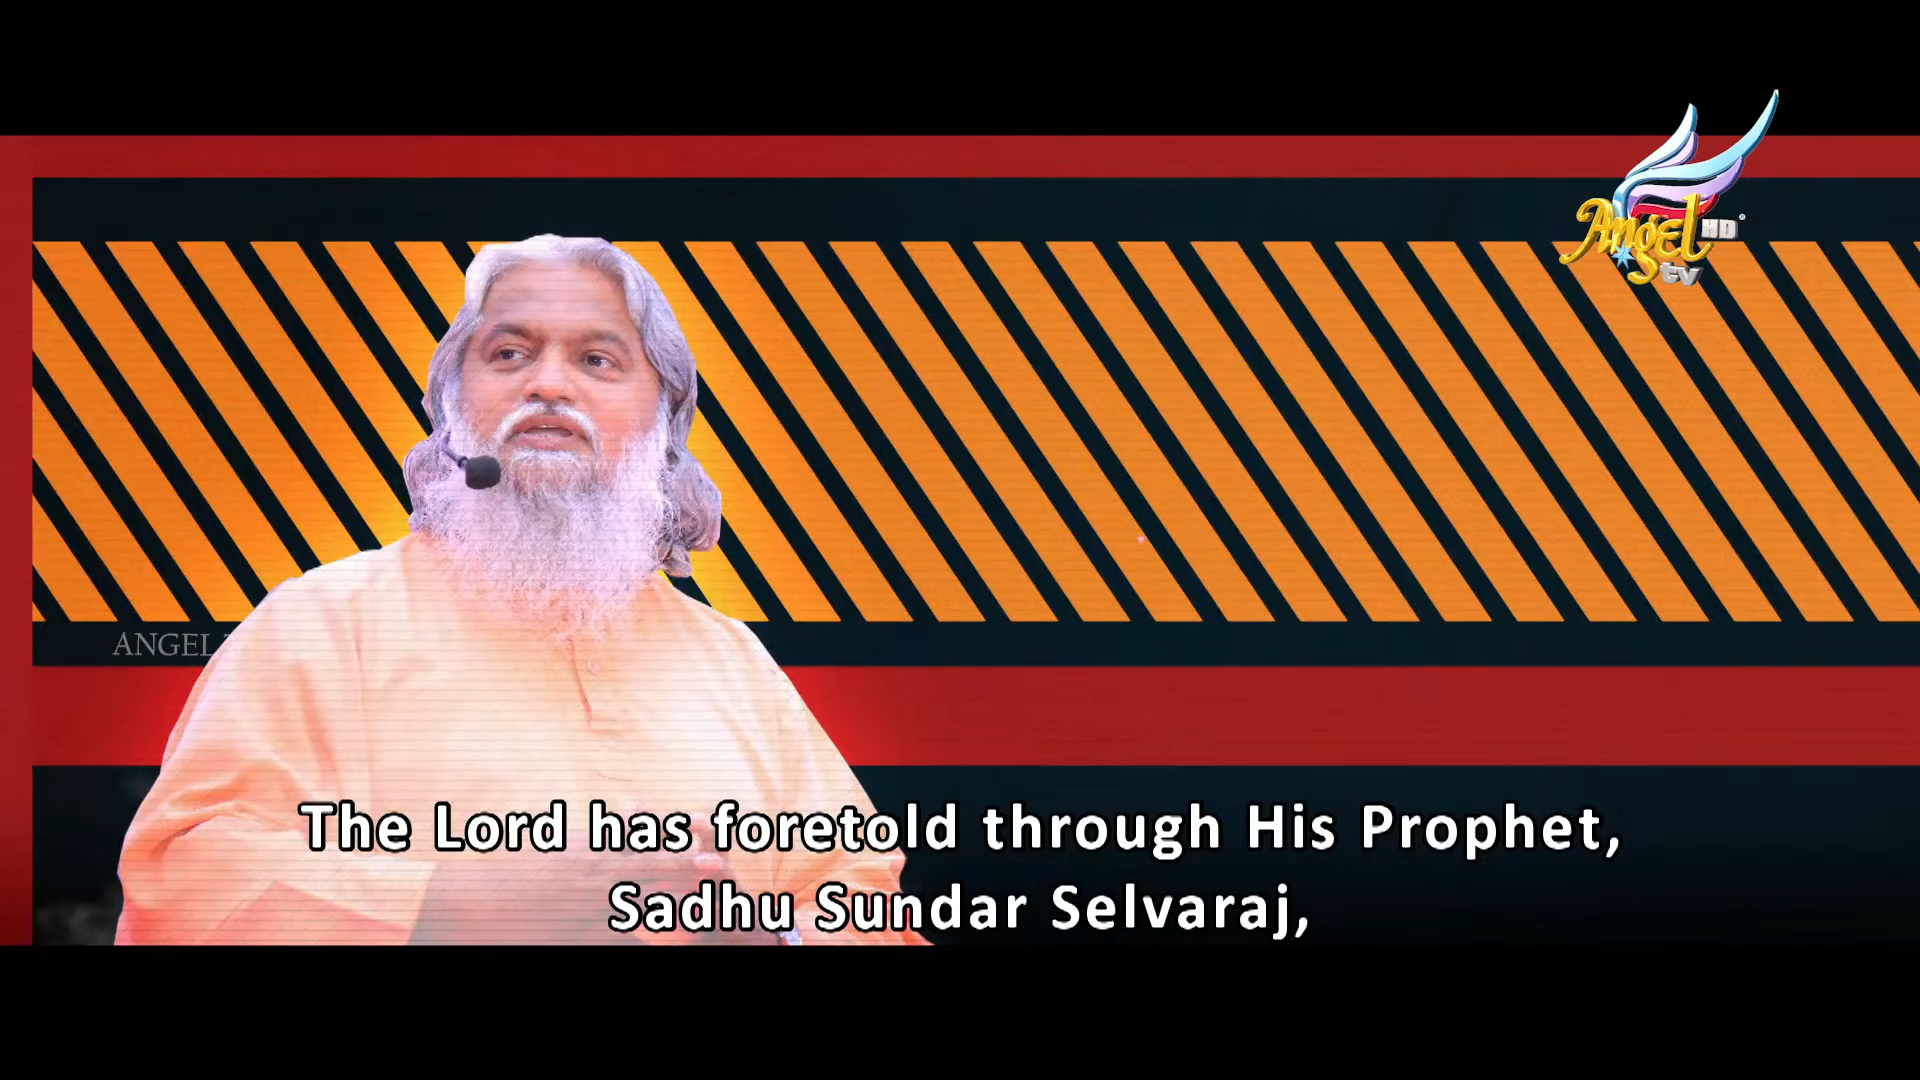 Angel HD
tv
ANGEL
The Lord has foretold through His Prophet,
Sadhu Sundar Selvaraj,